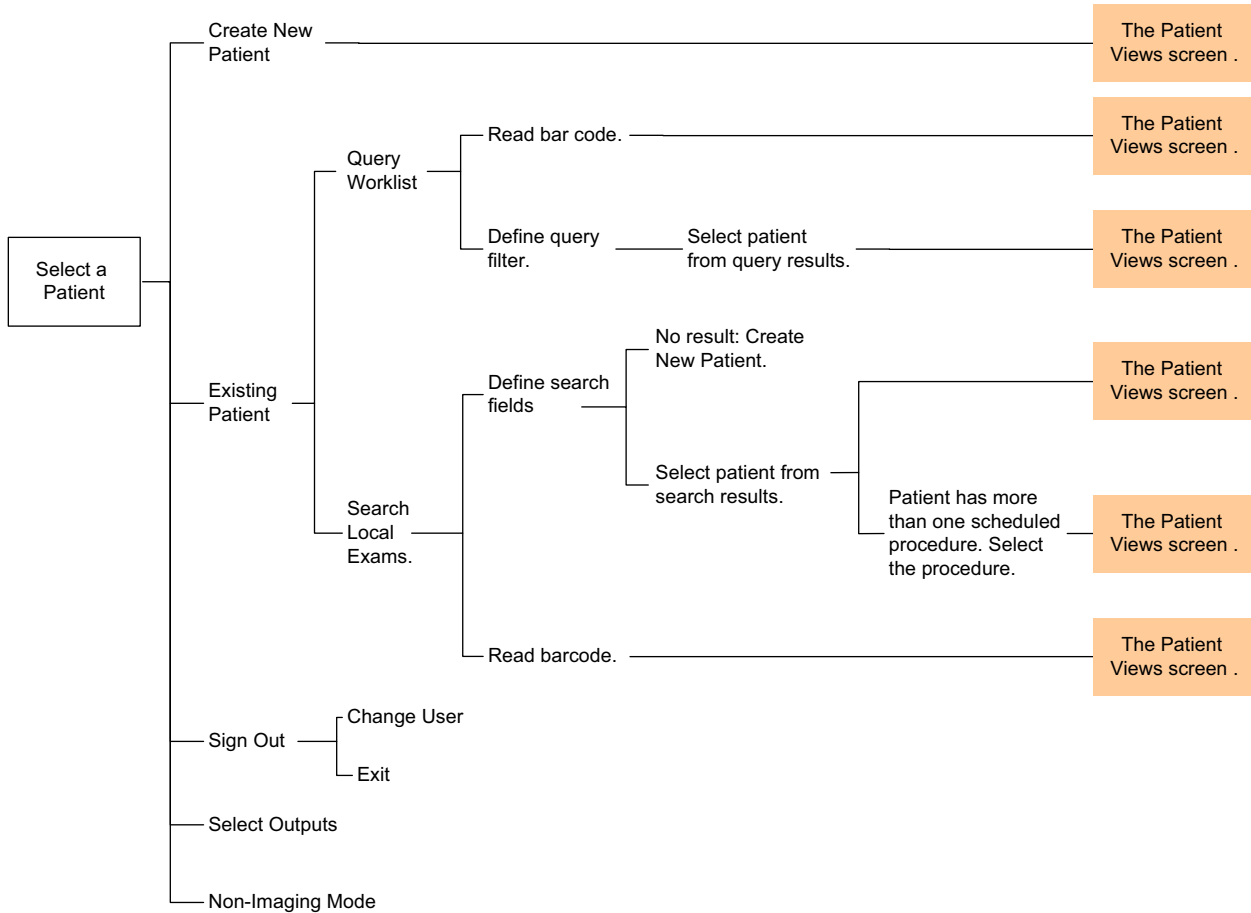 Create New
Patient
The Patient
Views screen .
Query
Worklist
Read bar code.
The Patient
Views screen .
Define query
filter.
Select patient
from query results.
The Patient
Views screen .
Select a
Patient
Existing
Patient
Define search
fields
No result: Create
New Patient.
The Patient
Views screen .
Select patient from
search results.
Search
Local
Exams.
Patient has more
than one scheduled
procedure. Select
the procedure.
The Patient
Views screen .
Read barcode.
The Patient
Views screen .
Sign Out
Change User
Exit
Select Outputs
Non-Imaging Mode